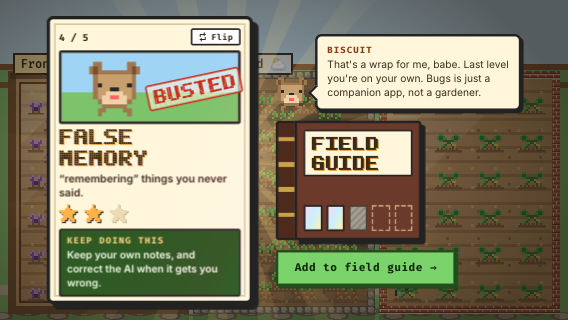 4 / 5
Flip
BUSTED
FALSE
MEMORY
"remembering" things you never
said.
KEEP DOING THIS
Keep your own notes, and
correct the AI when it gets you
wrong.
BISCUIT
That's a wrap for me, babe. Last level
you're on your own. Bugs is just a
companion app, not a gardener.
FIELD
GUIDE
Add to field guide →